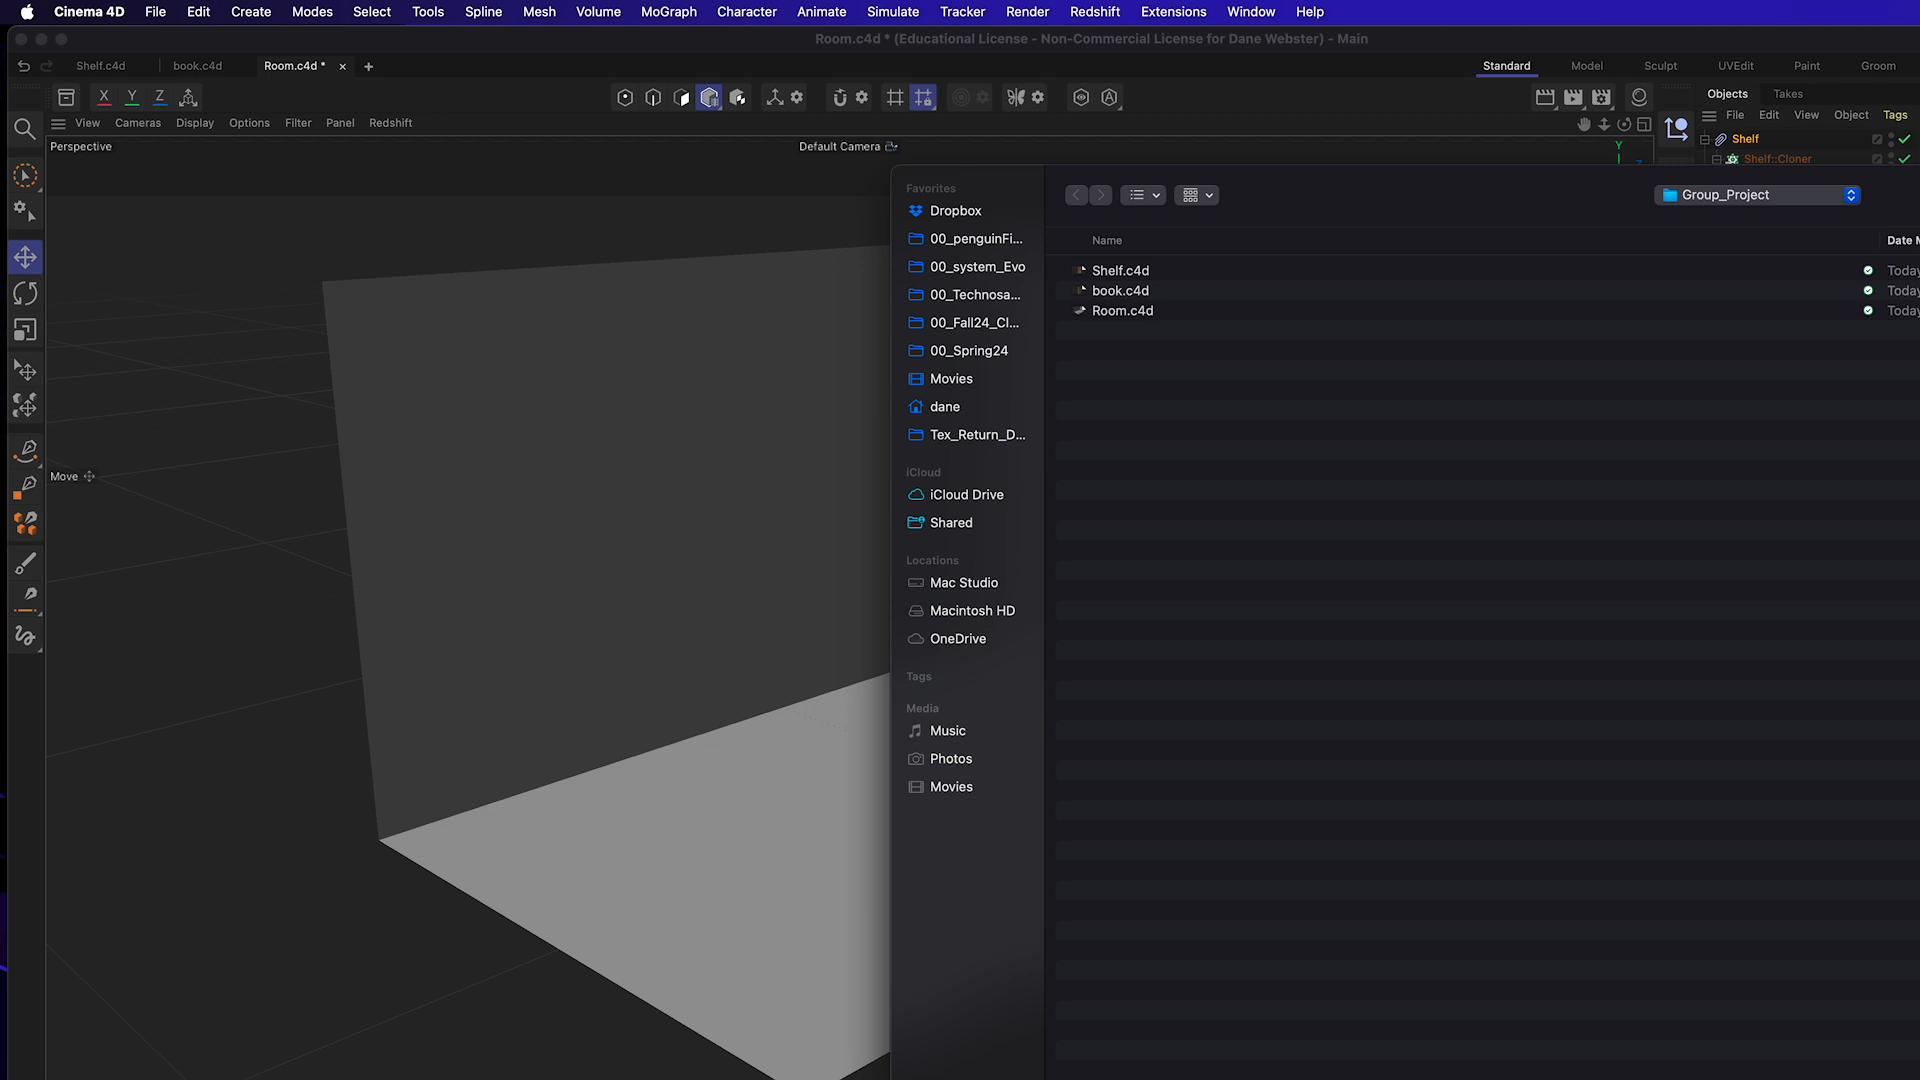 Cinema 4D File Edit Create Modes Select Tools Spline Mesh Volume MoGraph Character Animate Simulate Tracker Render Redshift Extensions Window Help
Room.c4d * (Educational License - Non-Commercial License for Dane Webster) - Main
Shelf.c4d book.c4d Room.c4d * Standard Model Sculpt UVEdit Paint Groom
X Y Z Objects Takes
View Cameras Display Options Filter Panel Redshift File Edit View Object Tags
Perspective Default Camera Y Shelf
Shelf::Cloner
Favorites
Dropbox
00_penguinFi...
00_system_Evo
00_Technosa...
00_Fall24_Cl...
00_Spring24
Movies
dane
Tex_Return_D...
iCloud
iCloud Drive
Shared
Locations
Mac Studio
Macintosh HD
OneDrive
Tags
Media
Music
Photos
Movies
Group_Project
Name Date M
Shelf.c4d Today
book.c4d Today
Room.c4d Today
Move